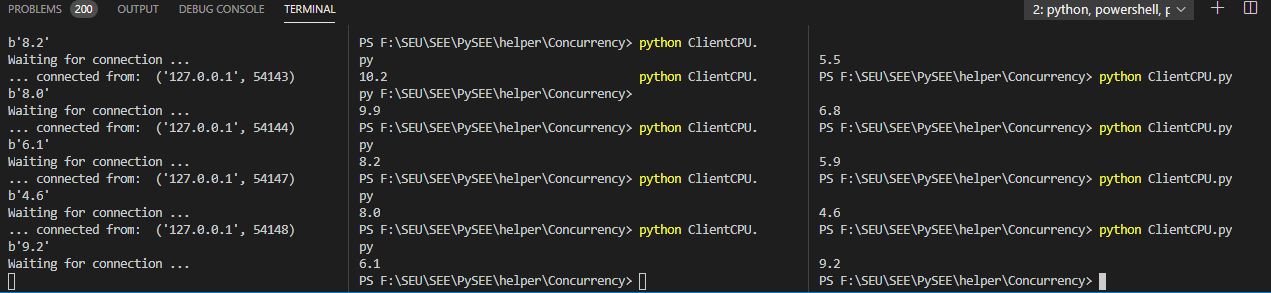 PROBLEMS 200 OUTPUT DEBUG CONSOLE TERMINAL 2: python, powershell, p
b'8.2'
Waiting for connection ...
... connected from:  ('127.0.0.1', 54143)
b'8.0'
Waiting for connection ...
... connected from:  ('127.0.0.1', 54144)
b'6.1'
Waiting for connection ...
... connected from:  ('127.0.0.1', 54147)
b'4.6'
Waiting for connection ...
... connected from:  ('127.0.0.1', 54148)
b'9.2'
Waiting for connection ...
PS F:\SEU\SEE\PySEE\helper\Concurrency> python ClientCPU.
py
10.2 python ClientCPU.
py F:\SEU\SEE\PySEE\helper\Concurrency>
9.9
PS F:\SEU\SEE\PySEE\helper\Concurrency> python ClientCPU.
py
8.2
PS F:\SEU\SEE\PySEE\helper\Concurrency> python ClientCPU.
py
8.0
PS F:\SEU\SEE\PySEE\helper\Concurrency> python ClientCPU.
py
6.1
PS F:\SEU\SEE\PySEE\helper\Concurrency>
5.5
PS F:\SEU\SEE\PySEE\helper\Concurrency> python ClientCPU.py
6.8
PS F:\SEU\SEE\PySEE\helper\Concurrency> python ClientCPU.py
5.9
PS F:\SEU\SEE\PySEE\helper\Concurrency> python ClientCPU.py
4.6
PS F:\SEU\SEE\PySEE\helper\Concurrency> python ClientCPU.py
9.2
PS F:\SEU\SEE\PySEE\helper\Concurrency>